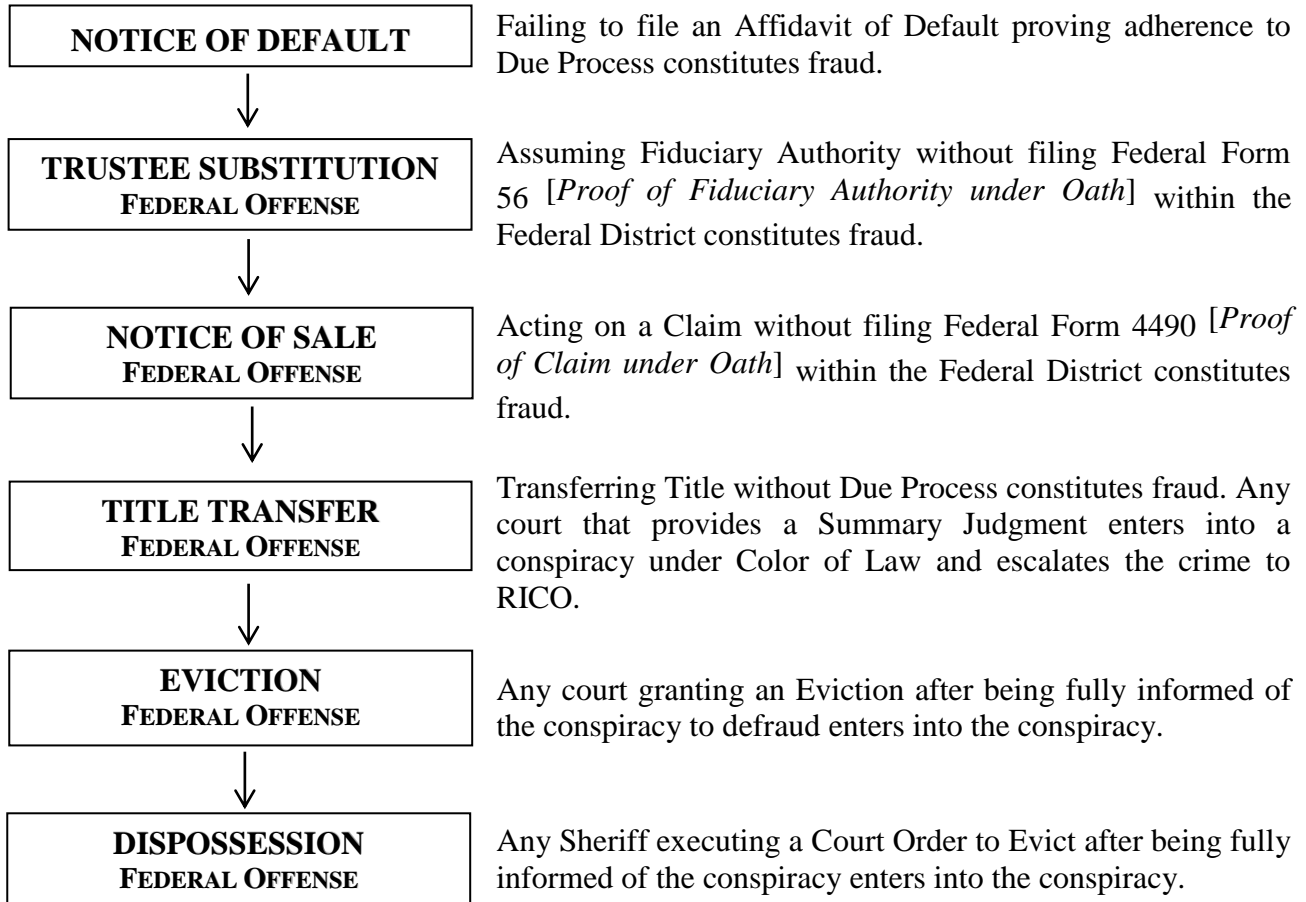 NOTICE OF DEFAULT
Failing to file an Affidavit of Default proving adherence to
Due Process constitutes fraud.
TRUSTEE SUBSTITUTION
FEDERAL OFFENSE
Assuming Fiduciary Authority without filing Federal Form
56 [Proof of Fiduciary Authority under Oath] within the
Federal District constitutes fraud.
NOTICE OF SALE
FEDERAL OFFENSE
Acting on a Claim without filing Federal Form 4490 [Proof
of Claim under Oath] within the Federal District constitutes
fraud.
TITLE TRANSFER
FEDERAL OFFENSE
Transferring Title without Due Process constitutes fraud. Any
court that provides a Summary Judgment enters into a
conspiracy under Color of Law and escalates the crime to
RICO.
EVICTION
FEDERAL OFFENSE
Any court granting an Eviction after being fully informed of
the conspiracy to defraud enters into the conspiracy.
DISPOSSESSION
FEDERAL OFFENSE
Any Sheriff executing a Court Order to Evict after being fully
informed of the conspiracy enters into the conspiracy.